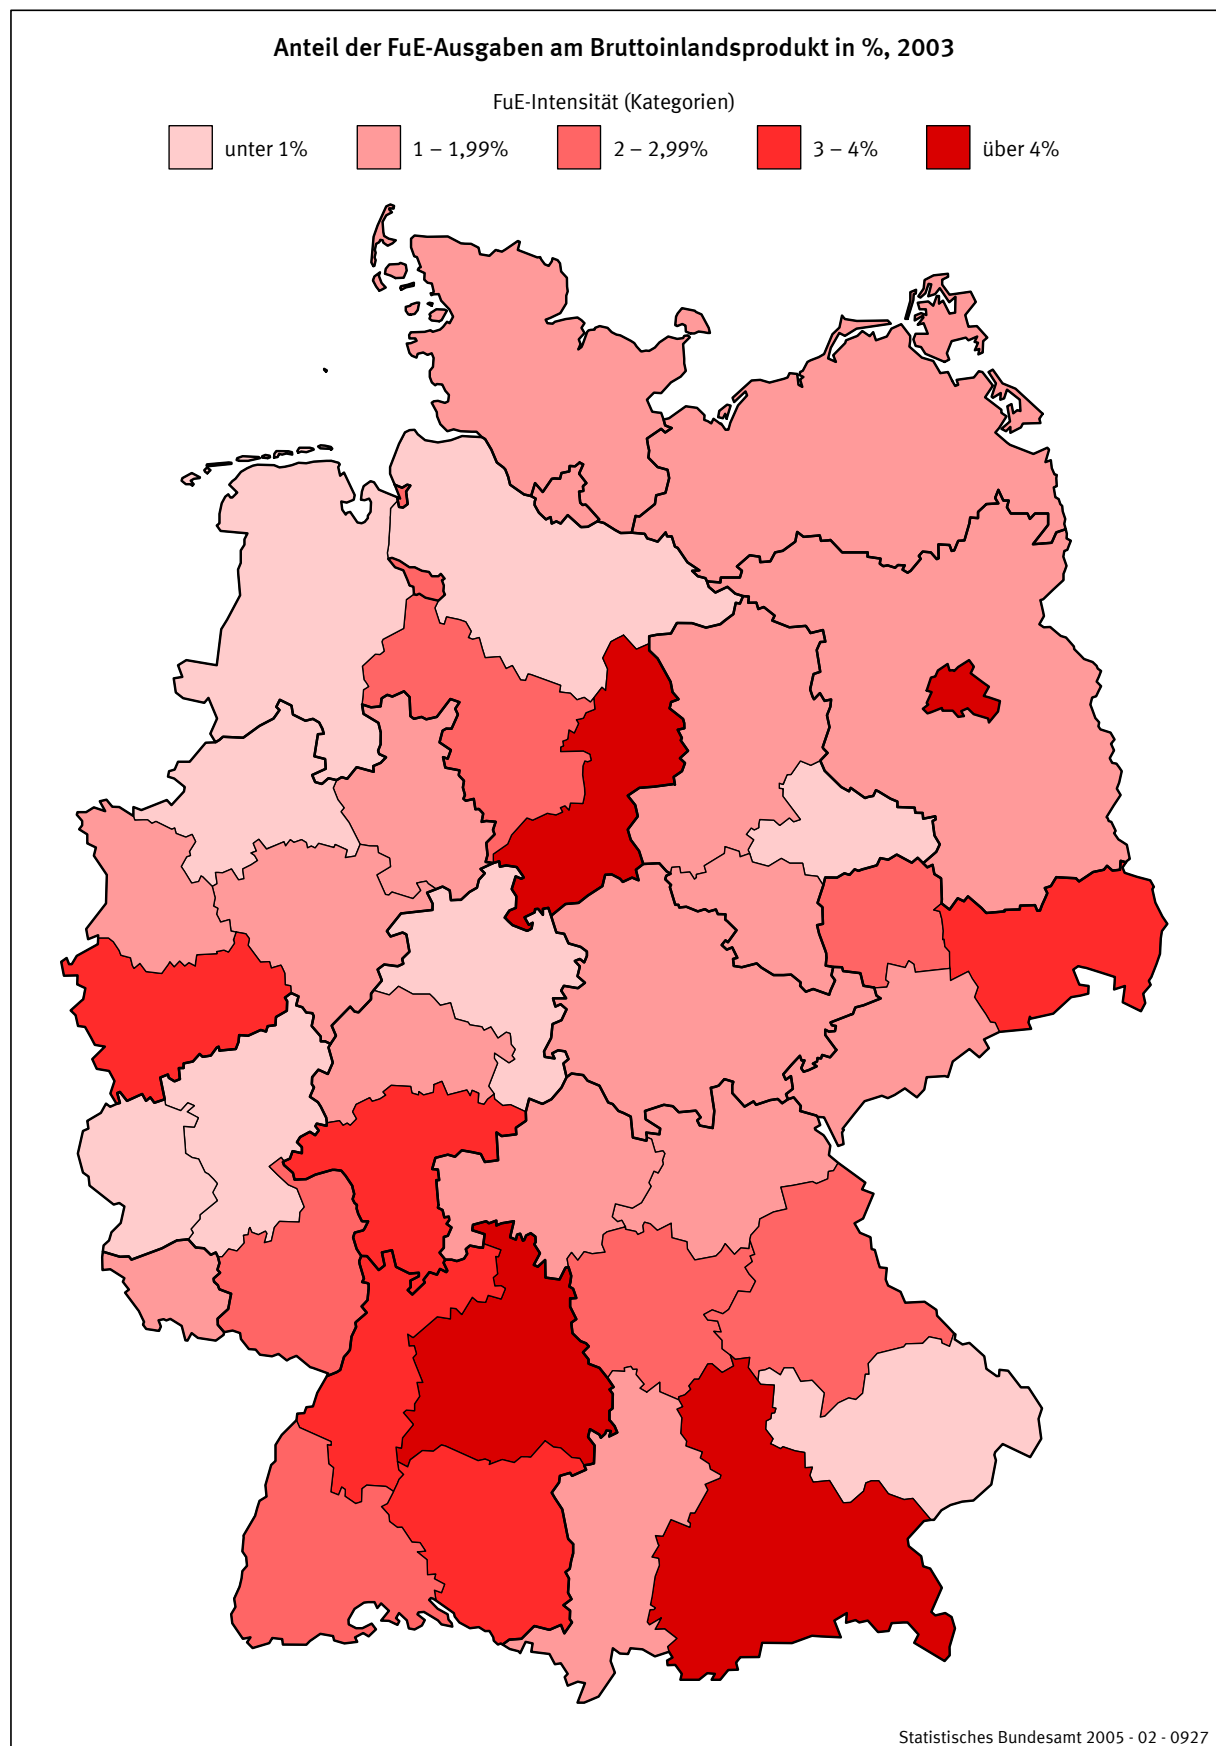 Anteil der FuE-Ausgaben am Bruttoinlandsprodukt in %, 2003
FuE-Intensität (Kategorien)
unter 1% 1 – 1,99% 2 – 2,99% 3 – 4% über 4%
Statistisches Bundesamt 2005 - 02 - 0927